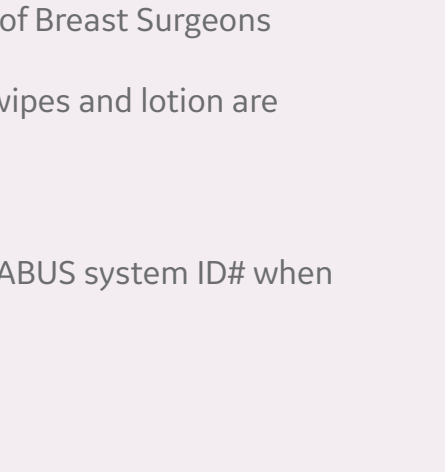 of Breast Surgeons
wipes and lotion are
ABUS system ID# when